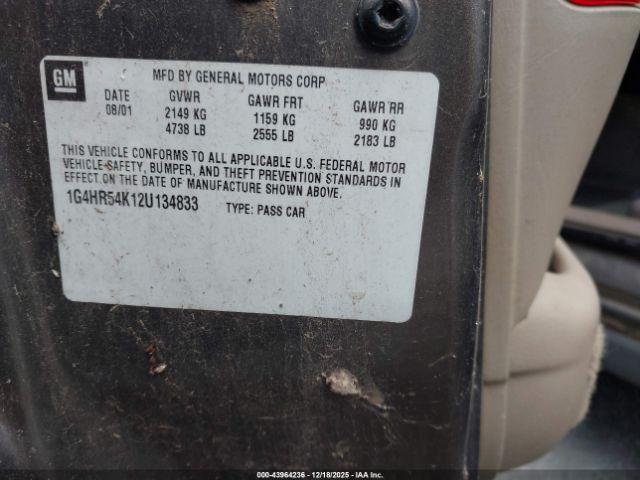 GM
MFD BY GENERAL MOTORS CORP
DATE GVWR GAWR FRT GAWR RR
08/01 2149 KG 1159 KG 990 KG
4738 LB 2555 LB 2183 LB
THIS VEHICLE CONFORMS TO ALL APPLICABLE U.S. FEDERAL MOTOR
VEHICLE SAFETY, BUMPER, AND THEFT PREVENTION STANDARDS IN
EFFECT ON THE DATE OF MANUFACTURE SHOWN ABOVE.
1G4HR54K12U134833 TYPE: PASS CAR
000-43964236 - 12/18/2025 - IAA Inc.